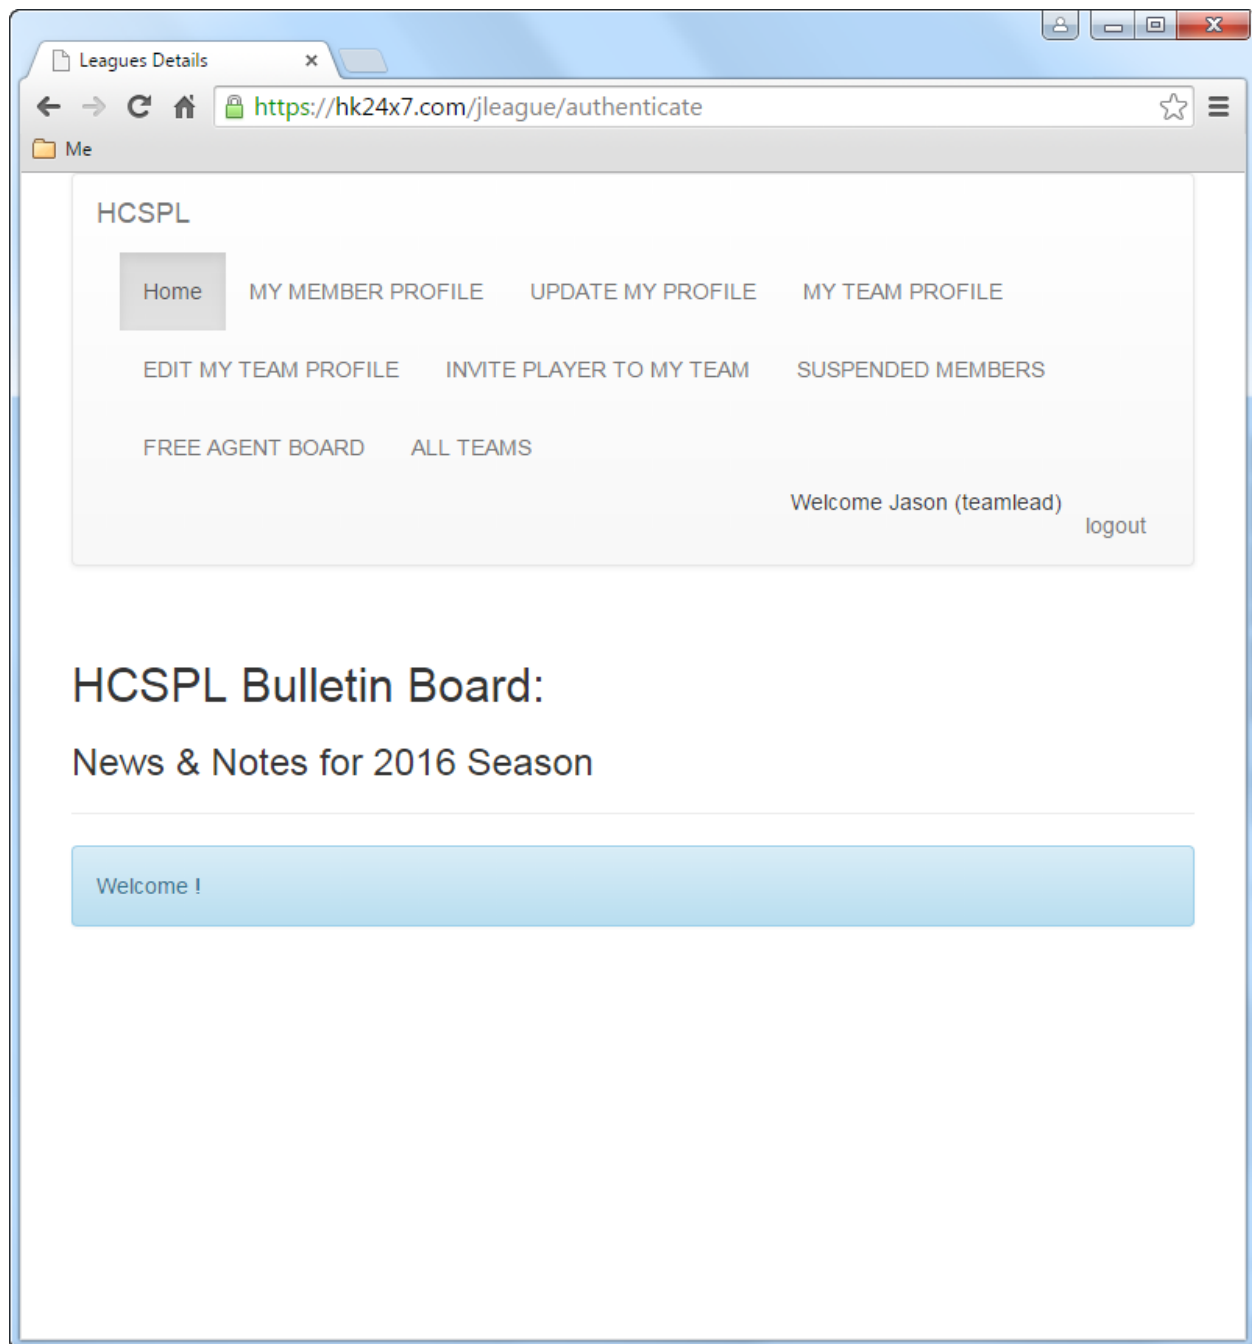 Leagues Details
https://hk24x7.com/jleague/authenticate
Me
HCSPL
Home MY MEMBER PROFILE UPDATE MY PROFILE MY TEAM PROFILE
EDIT MY TEAM PROFILE INVITE PLAYER TO MY TEAM SUSPENDED MEMBERS
FREE AGENT BOARD ALL TEAMS
Welcome Jason (teamlead)
logout
HCSPL Bulletin Board:
News & Notes for 2016 Season
Welcome !